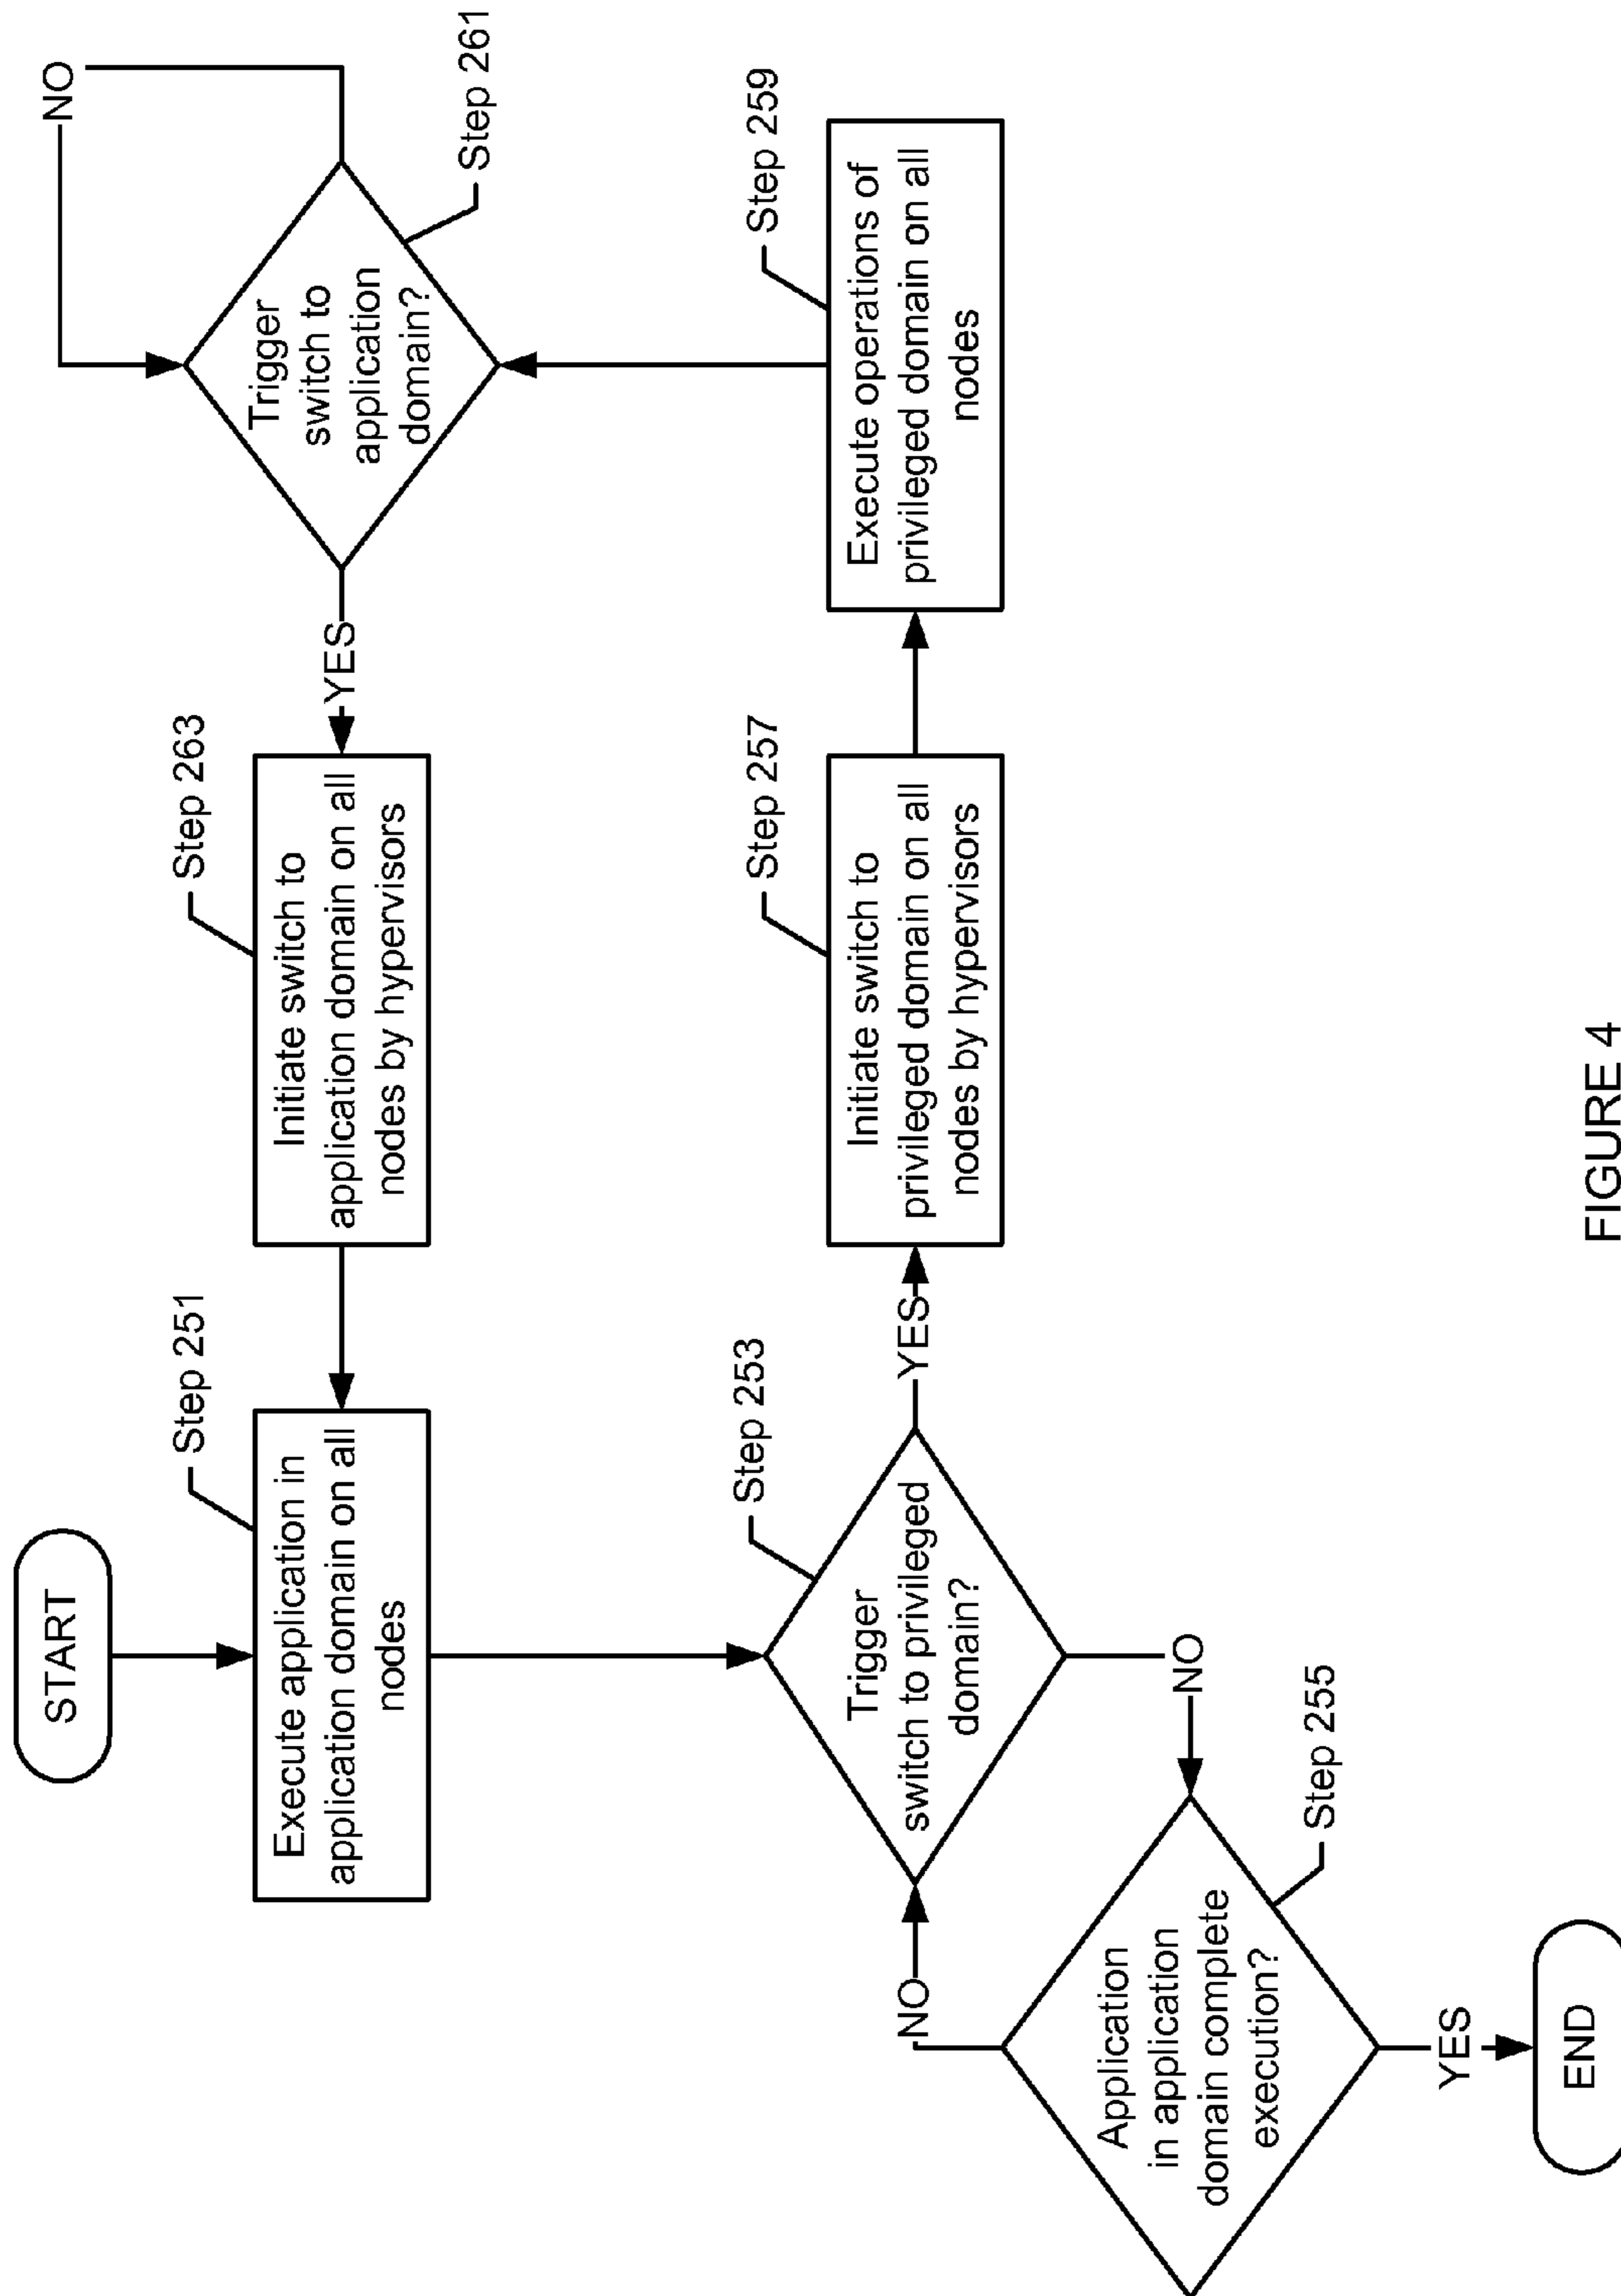 START
Step 251
Execute application in
application domain on all
nodes
Step 263
Initiate switch to
application domain on all
nodes by hypervisors
YES
Trigger
switch to
application
domain?
NO
Step 261
Step 253
Trigger
switch to privileged
domain?
YES
Step 257
Initiate switch to
privileged domain on all
nodes by hypervisors
Step 259
Execute operations of
privileged domain on all
nodes
NO
NO
Step 255
Application
in application
domain complete
execution?
YES
END
FIGURE 4